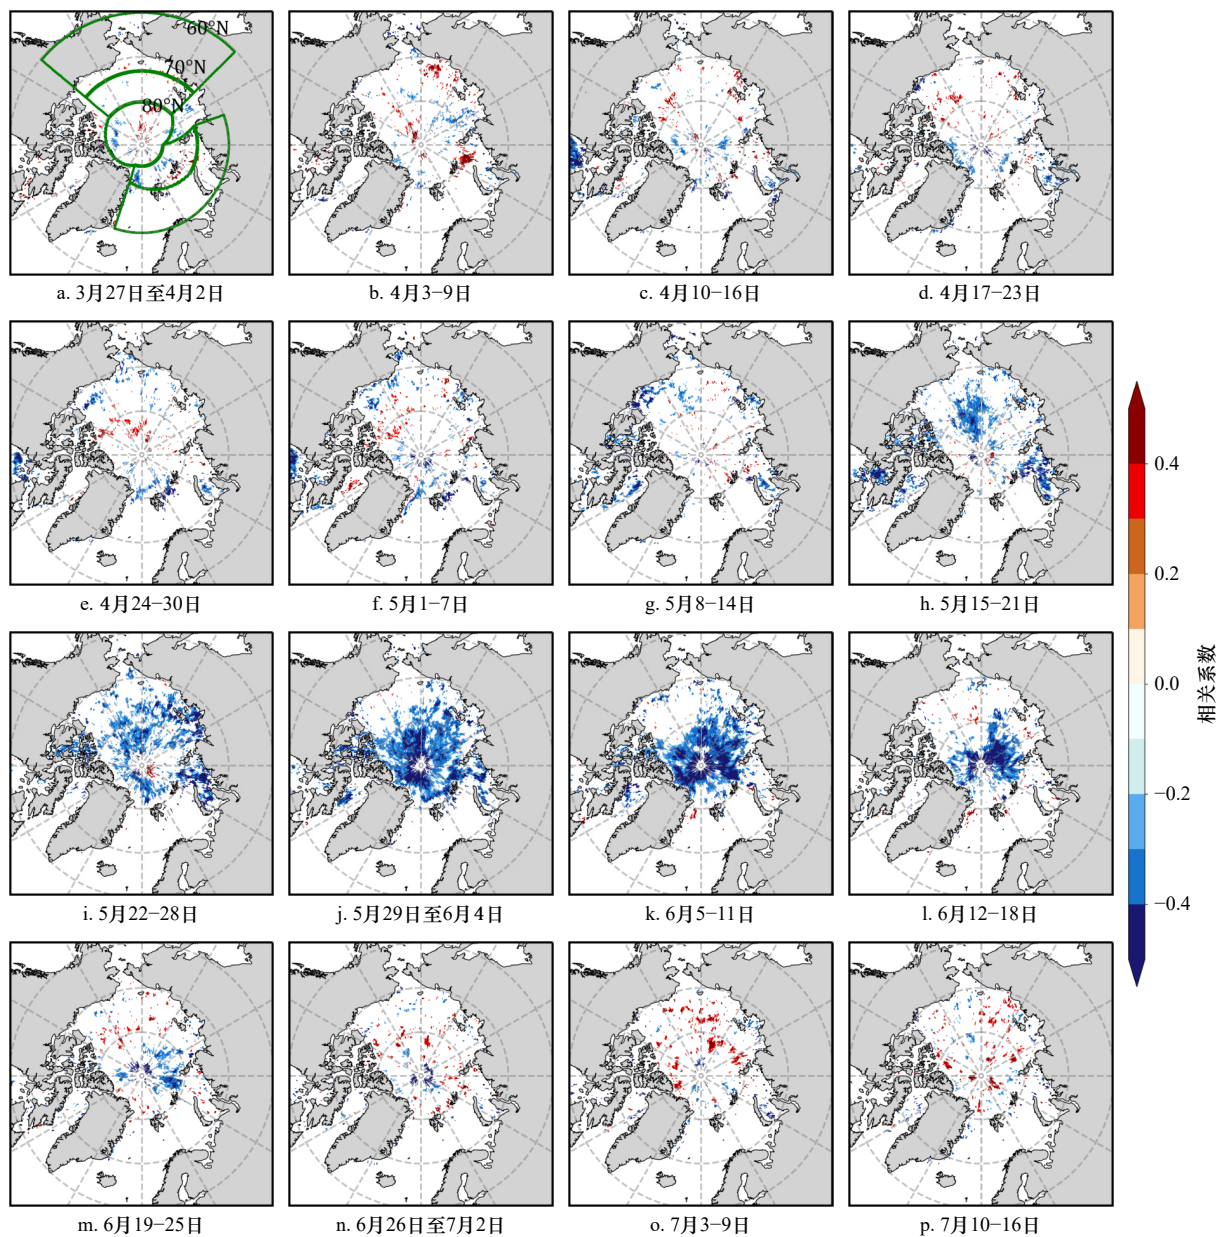 60°N
70°N
80°N
a. 3月27日至4月2日
b. 4月3−9日
c. 4月10−16日
d. 4月17−23日
e. 4月24−30日
f. 5月1−7日
g. 5月8−14日
h. 5月15−21日
i. 5月22−28日
j. 5月29日至6月4日
k. 6月5−11日
l. 6月12−18日
m. 6月19−25日
n. 6月26日至7月2日
o. 7月3−9日
p. 7月10−16日
0.4
0.2
0.0
−0.2
−0.4
相关系数